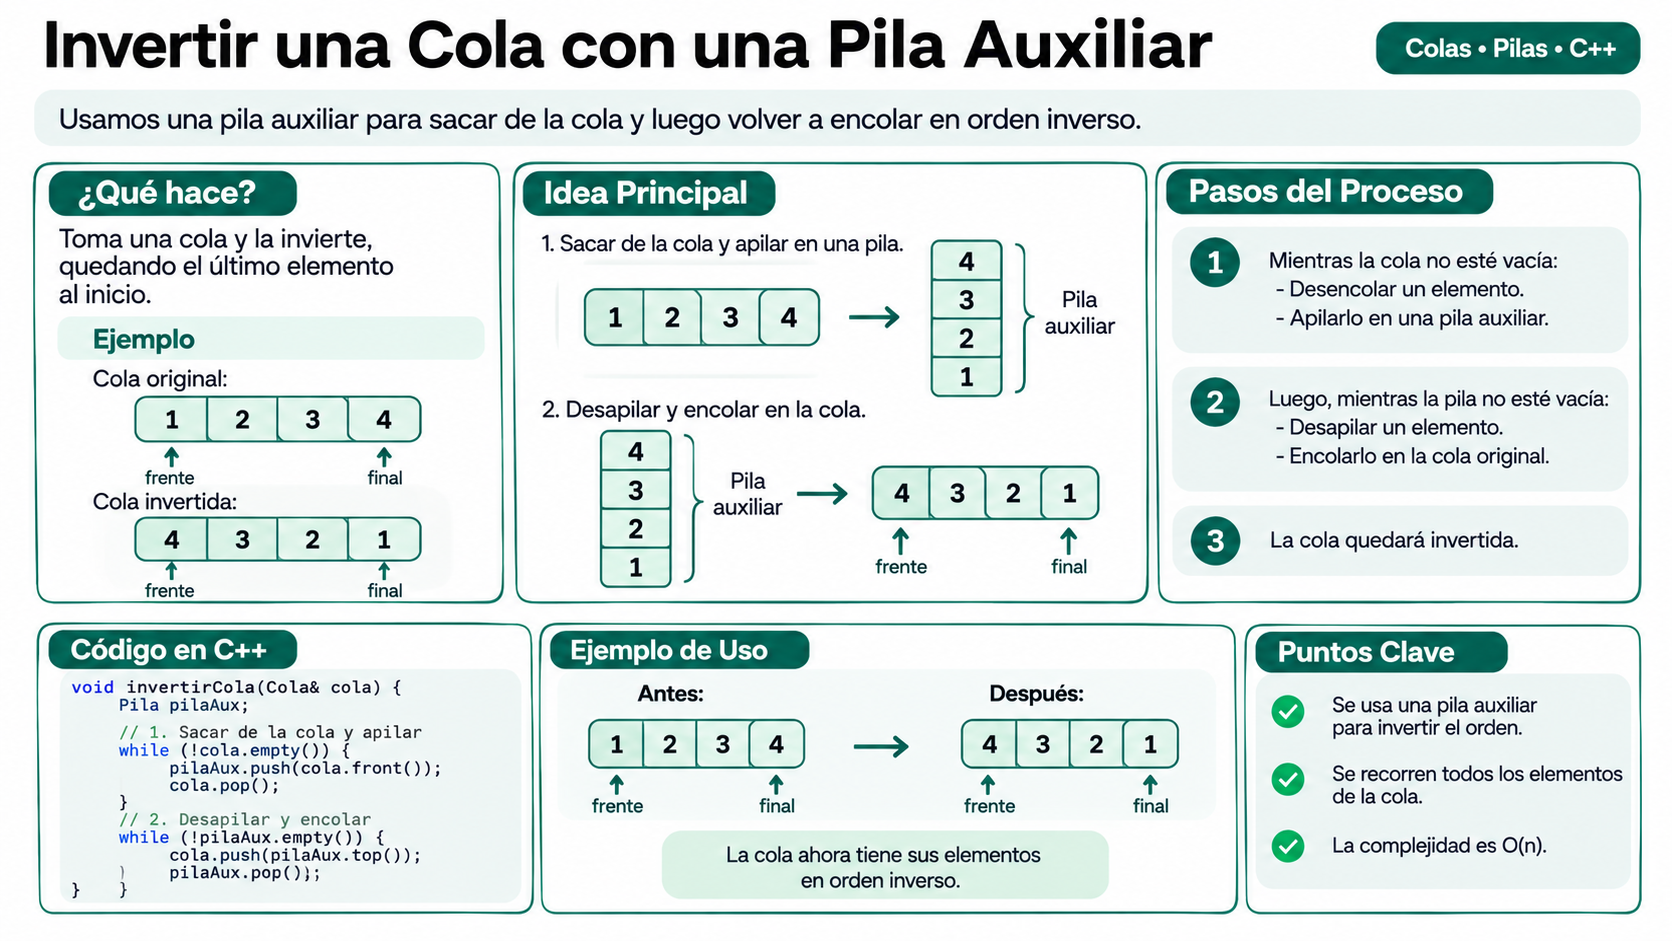 Invertir una Cola con una Pila Auxiliar
Colas • Pilas • C++
Usamos una pila auxiliar para sacar de la cola y luego volver a encolar en orden inverso.
¿Qué hace?
Toma una cola y la invierte,
quedando el último elemento
al inicio.
Ejemplo
Cola original:
1 2 3 4
frente final
Cola invertida:
4 3 2 1
frente final
Idea Principal
1. Sacar de la cola y apilar en una pila.
1 2 3 4
4
3
2
1
Pila
auxiliar
2. Desapilar y encolar en la cola.
4
3
2
1
Pila
auxiliar
4 3 2 1
frente final
Pasos del Proceso
1
Mientras la cola no esté vacía:
- Desencolar un elemento.
- Apilarlo en una pila auxiliar.
2
Luego, mientras la pila no esté vacía:
- Desapilar un elemento.
- Encolarlo en la cola original.
3
La cola quedará invertida.
Código en C++
void invertirCola(Cola& cola) {
Pila pilaAux;
// 1. Sacar de la cola y apilar
while (!cola.empty()) {
pilaAux.push(cola.front());
cola.pop();
}
// 2. Desapilar y encolar
while (!pilaAux.empty()) {
cola.push(pilaAux.top());
) pilaAux.pop();
} }
Ejemplo de Uso
Antes:
1 2 3 4
frente final
Después:
4 3 2 1
frente final
La cola ahora tiene sus elementos
en orden inverso.
Puntos Clave
Se usa una pila auxiliar
para invertir el orden.
Se recorren todos los elementos
de la cola.
La complejidad es O(n).